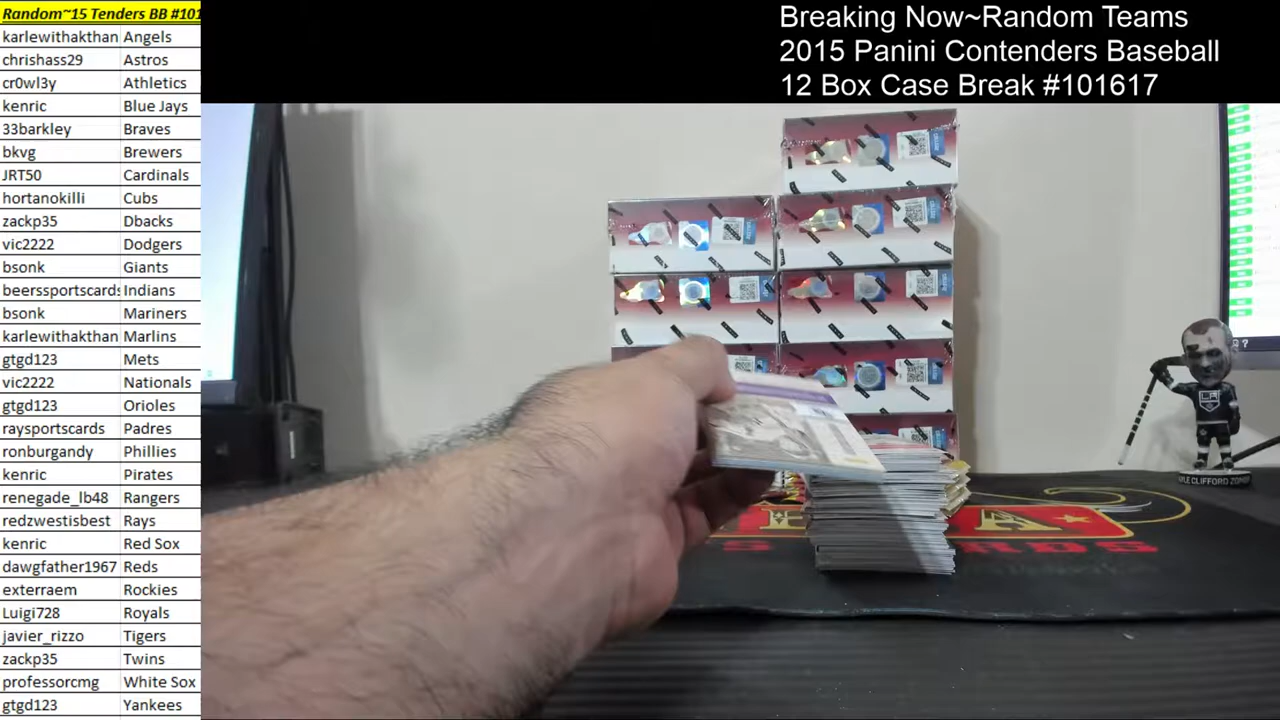 Random~15 Tenders BB #101
karlewithakthan Angels
chrishass29 Astros
cr0wl3y Athletics
kenric Blue Jays
33barkley Braves
bkvg Brewers
JRT50 Cardinals
hortanokilli Cubs
zackp35 Dbacks
vic2222 Dodgers
bsonk Giants
beerssportscards Indians
bsonk Mariners
karlewithakthan Marlins
gtgd123 Mets
vic2222 Nationals
gtgd123 Orioles
raysportcards Padres
ronburgandy Phillies
kenric Pirates
renegade_lb48 Rangers
redzwestisbest Rays
kenric Red Sox
dawgfather1967 Reds
exterraem Rockies
Luigi728 Royals
javier_rizzo Tigers
zackp35 Twins
professorcmg White Sox
gtgd123 Yankees
Breaking Now~Random Teams
2015 Panini Contenders Baseball
12 Box Case Break #101617